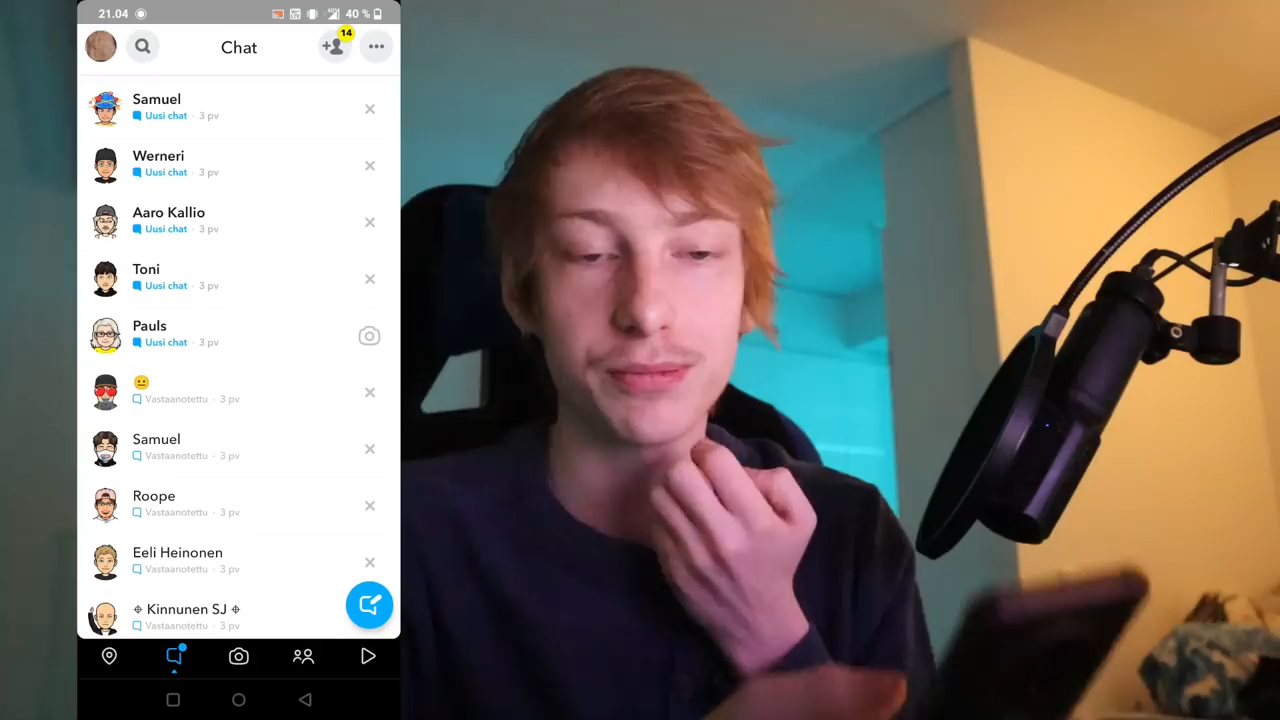 21.04
40 %
14
Chat
Samuel
Uusi chat · 3 pv
Werneri
Uusi chat · 3 pv
Aaro Kallio
Uusi chat · 3 pv
Toni
Uusi chat · 3 pv
Pauls
Uusi chat · 3 pv
😐
Vastaanotettu · 3 pv
Samuel
Vastaanotettu · 3 pv
Roope
Vastaanotettu · 3 pv
Eeli Heinonen
Vastaanotettu · 3 pv
⌖ Kinnunen SJ ⌖
Vastaanotettu · 3 pv